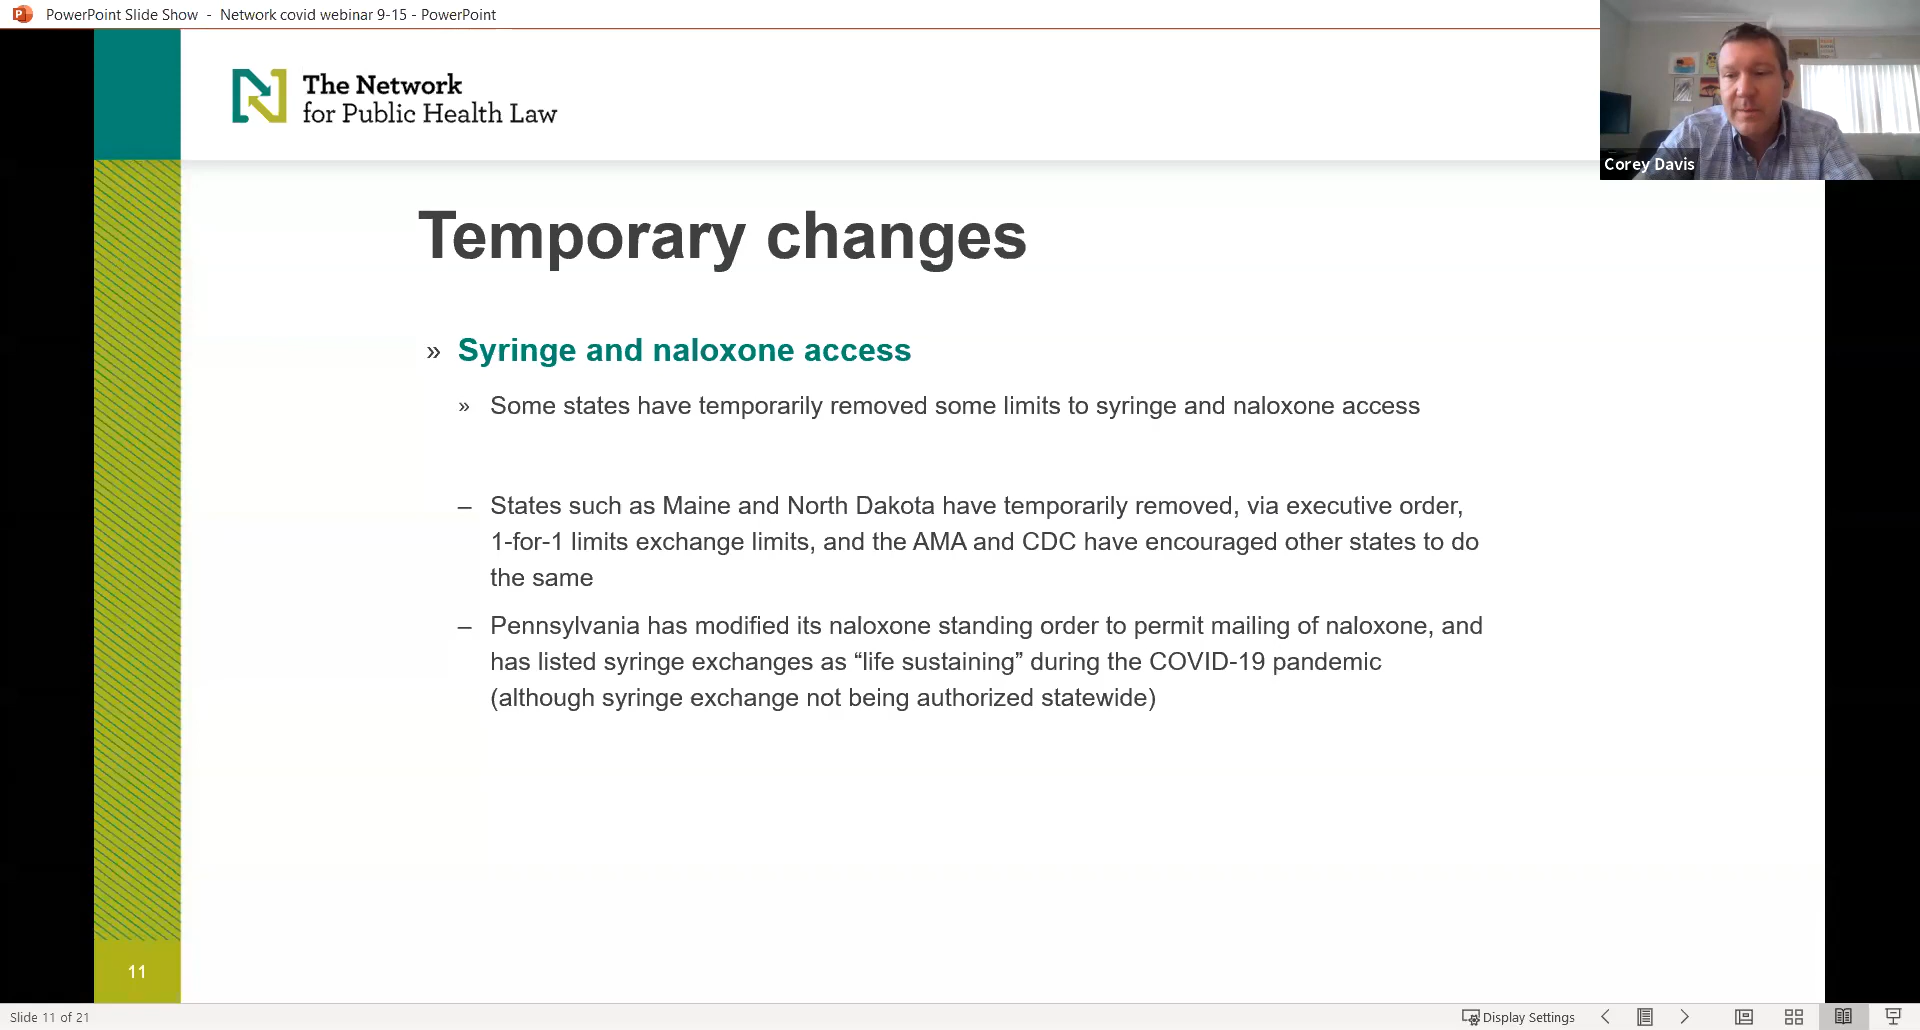 PowerPoint Slide Show - Network covid webinar 9-15 - PowerPoint
The Network
for Public Health Law
Corey Davis
Temporary changes
» Syringe and naloxone access
» Some states have temporarily removed some limits to syringe and naloxone access
– States such as Maine and North Dakota have temporarily removed, via executive order,
1-for-1 limits exchange limits, and the AMA and CDC have encouraged other states to do
the same
– Pennsylvania has modified its naloxone standing order to permit mailing of naloxone, and
has listed syringe exchanges as “life sustaining” during the COVID-19 pandemic
(although syringe exchange not being authorized statewide)
11
Slide 11 of 21
Display Settings